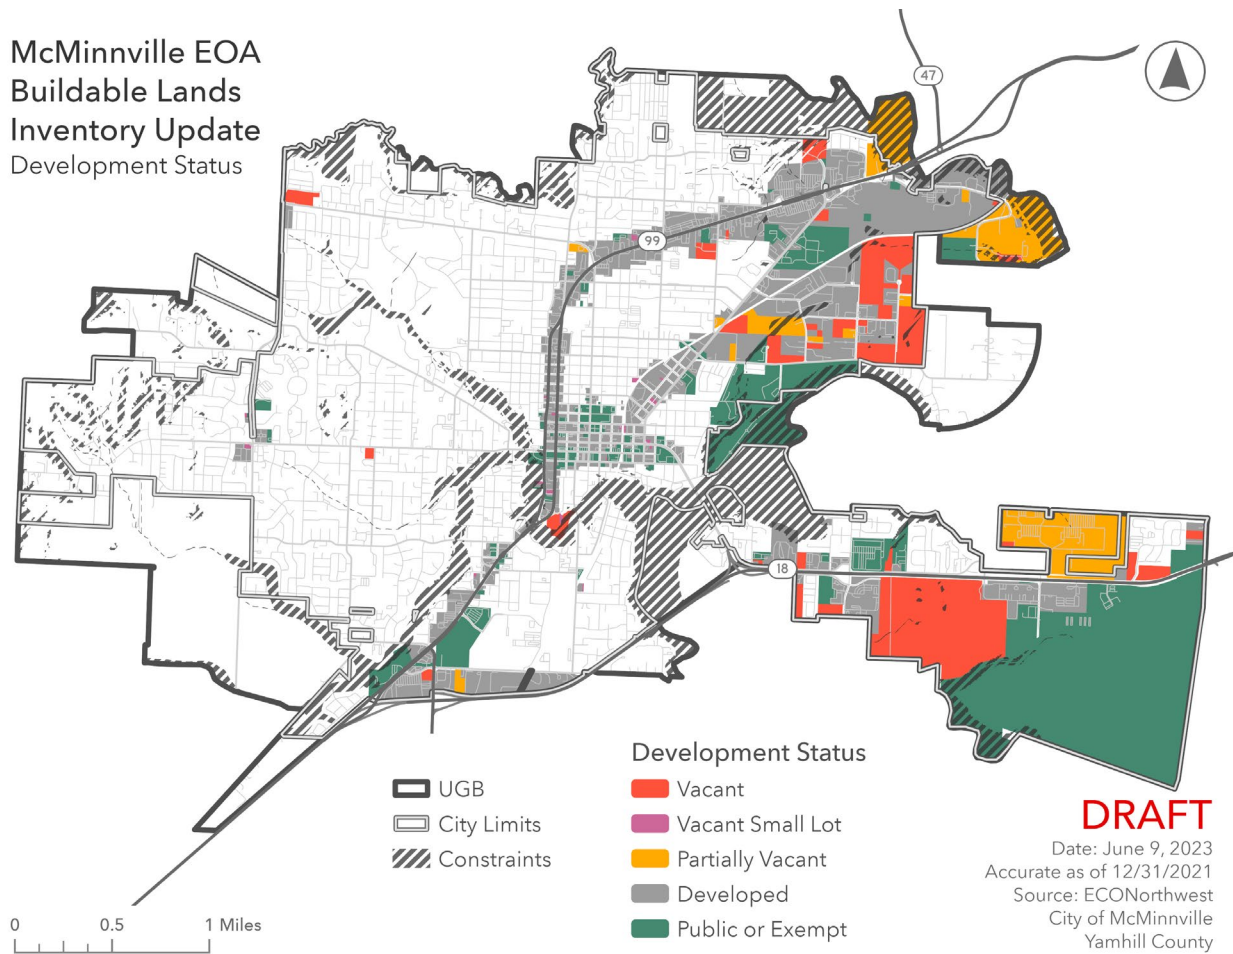 McMinnville EOA
Buildable Lands
Inventory Update
Development Status
47
99
18
UGB
City Limits
Constraints
Development Status
Vacant
Vacant Small Lot
Partially Vacant
Developed
Public or Exempt
DRAFT
Date: June 9, 2023
Accurate as of 12/31/2021
Source: ECONorthwest
City of McMinnville
Yamhill County
0 0.5 1 Miles